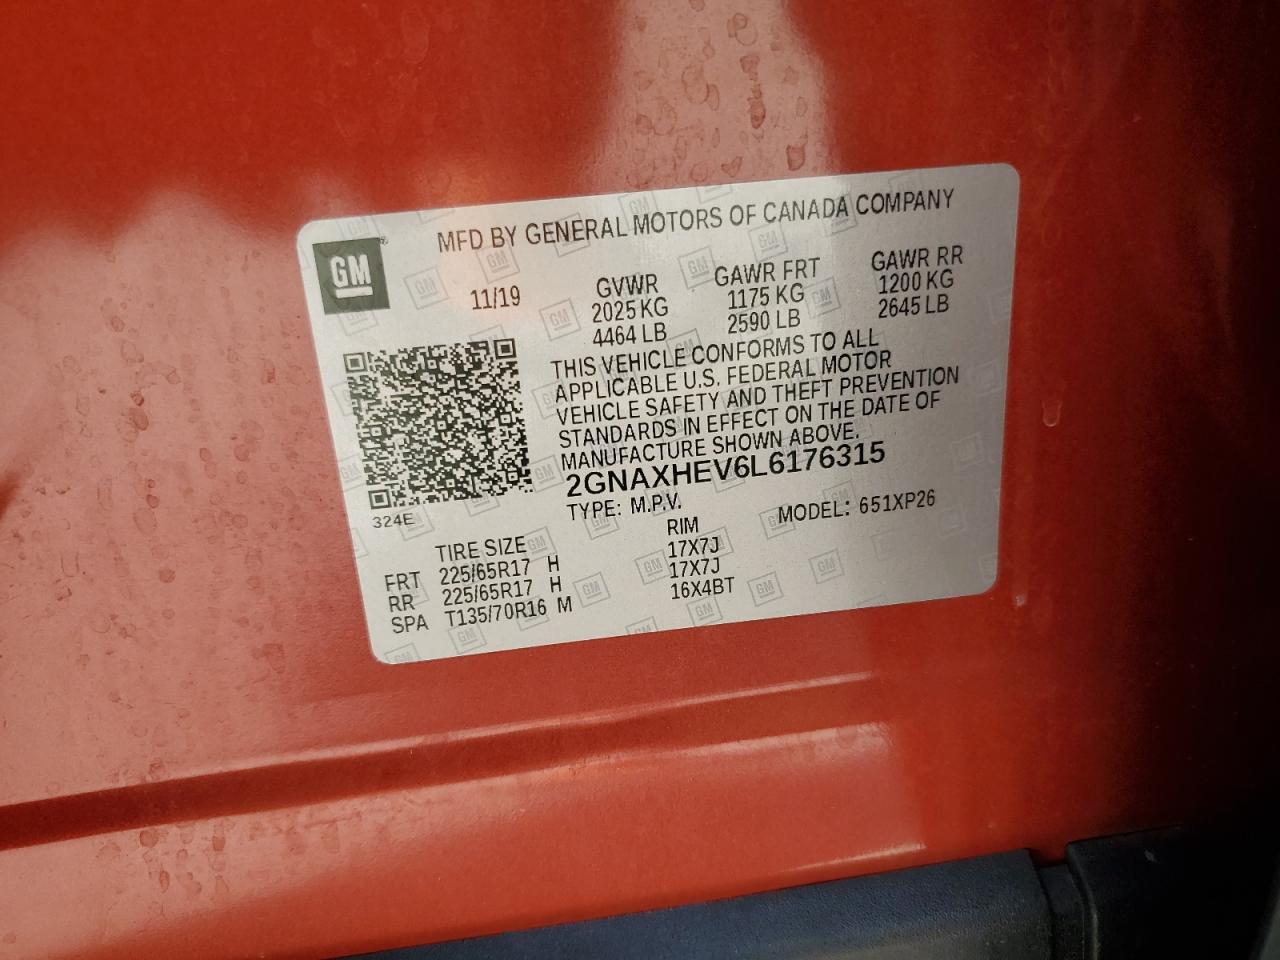 MFD BY GENERAL MOTORS OF CANADA COMPANY
GM
11/19
GVWR GAWR FRT GAWR RR
2025 KG 1175 KG 1200 KG
4464 LB 2590 LB 2645 LB
THIS VEHICLE CONFORMS TO ALL
APPLICABLE U.S. FEDERAL MOTOR
VEHICLE SAFETY AND THEFT PREVENTION
STANDARDS IN EFFECT ON THE DATE OF
MANUFACTURE SHOWN ABOVE.
2GNAXHEV6L6176315
TYPE: M.P.V. MODEL: 651XP26
324E
TIRE SIZE RIM
FRT 225/65R17 H 17X7J
RR 225/65R17 H 17X7J
SPA T135/70R16 M 16X4BT